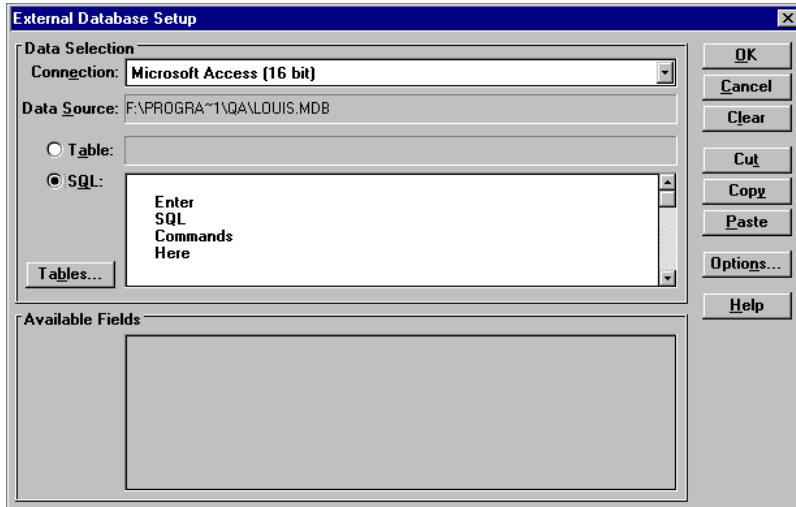 External Database Setup
Data Selection
Connection: Microsoft Access (16 bit)
Data Source: F:\PROGRA~1\QA\LOUIS.MDB
Table:
SQL:
Enter
SQL
Commands
Here
Tables...
Available Fields
OK
Cancel
Clear
Cut
Copy
Paste
Options...
Help